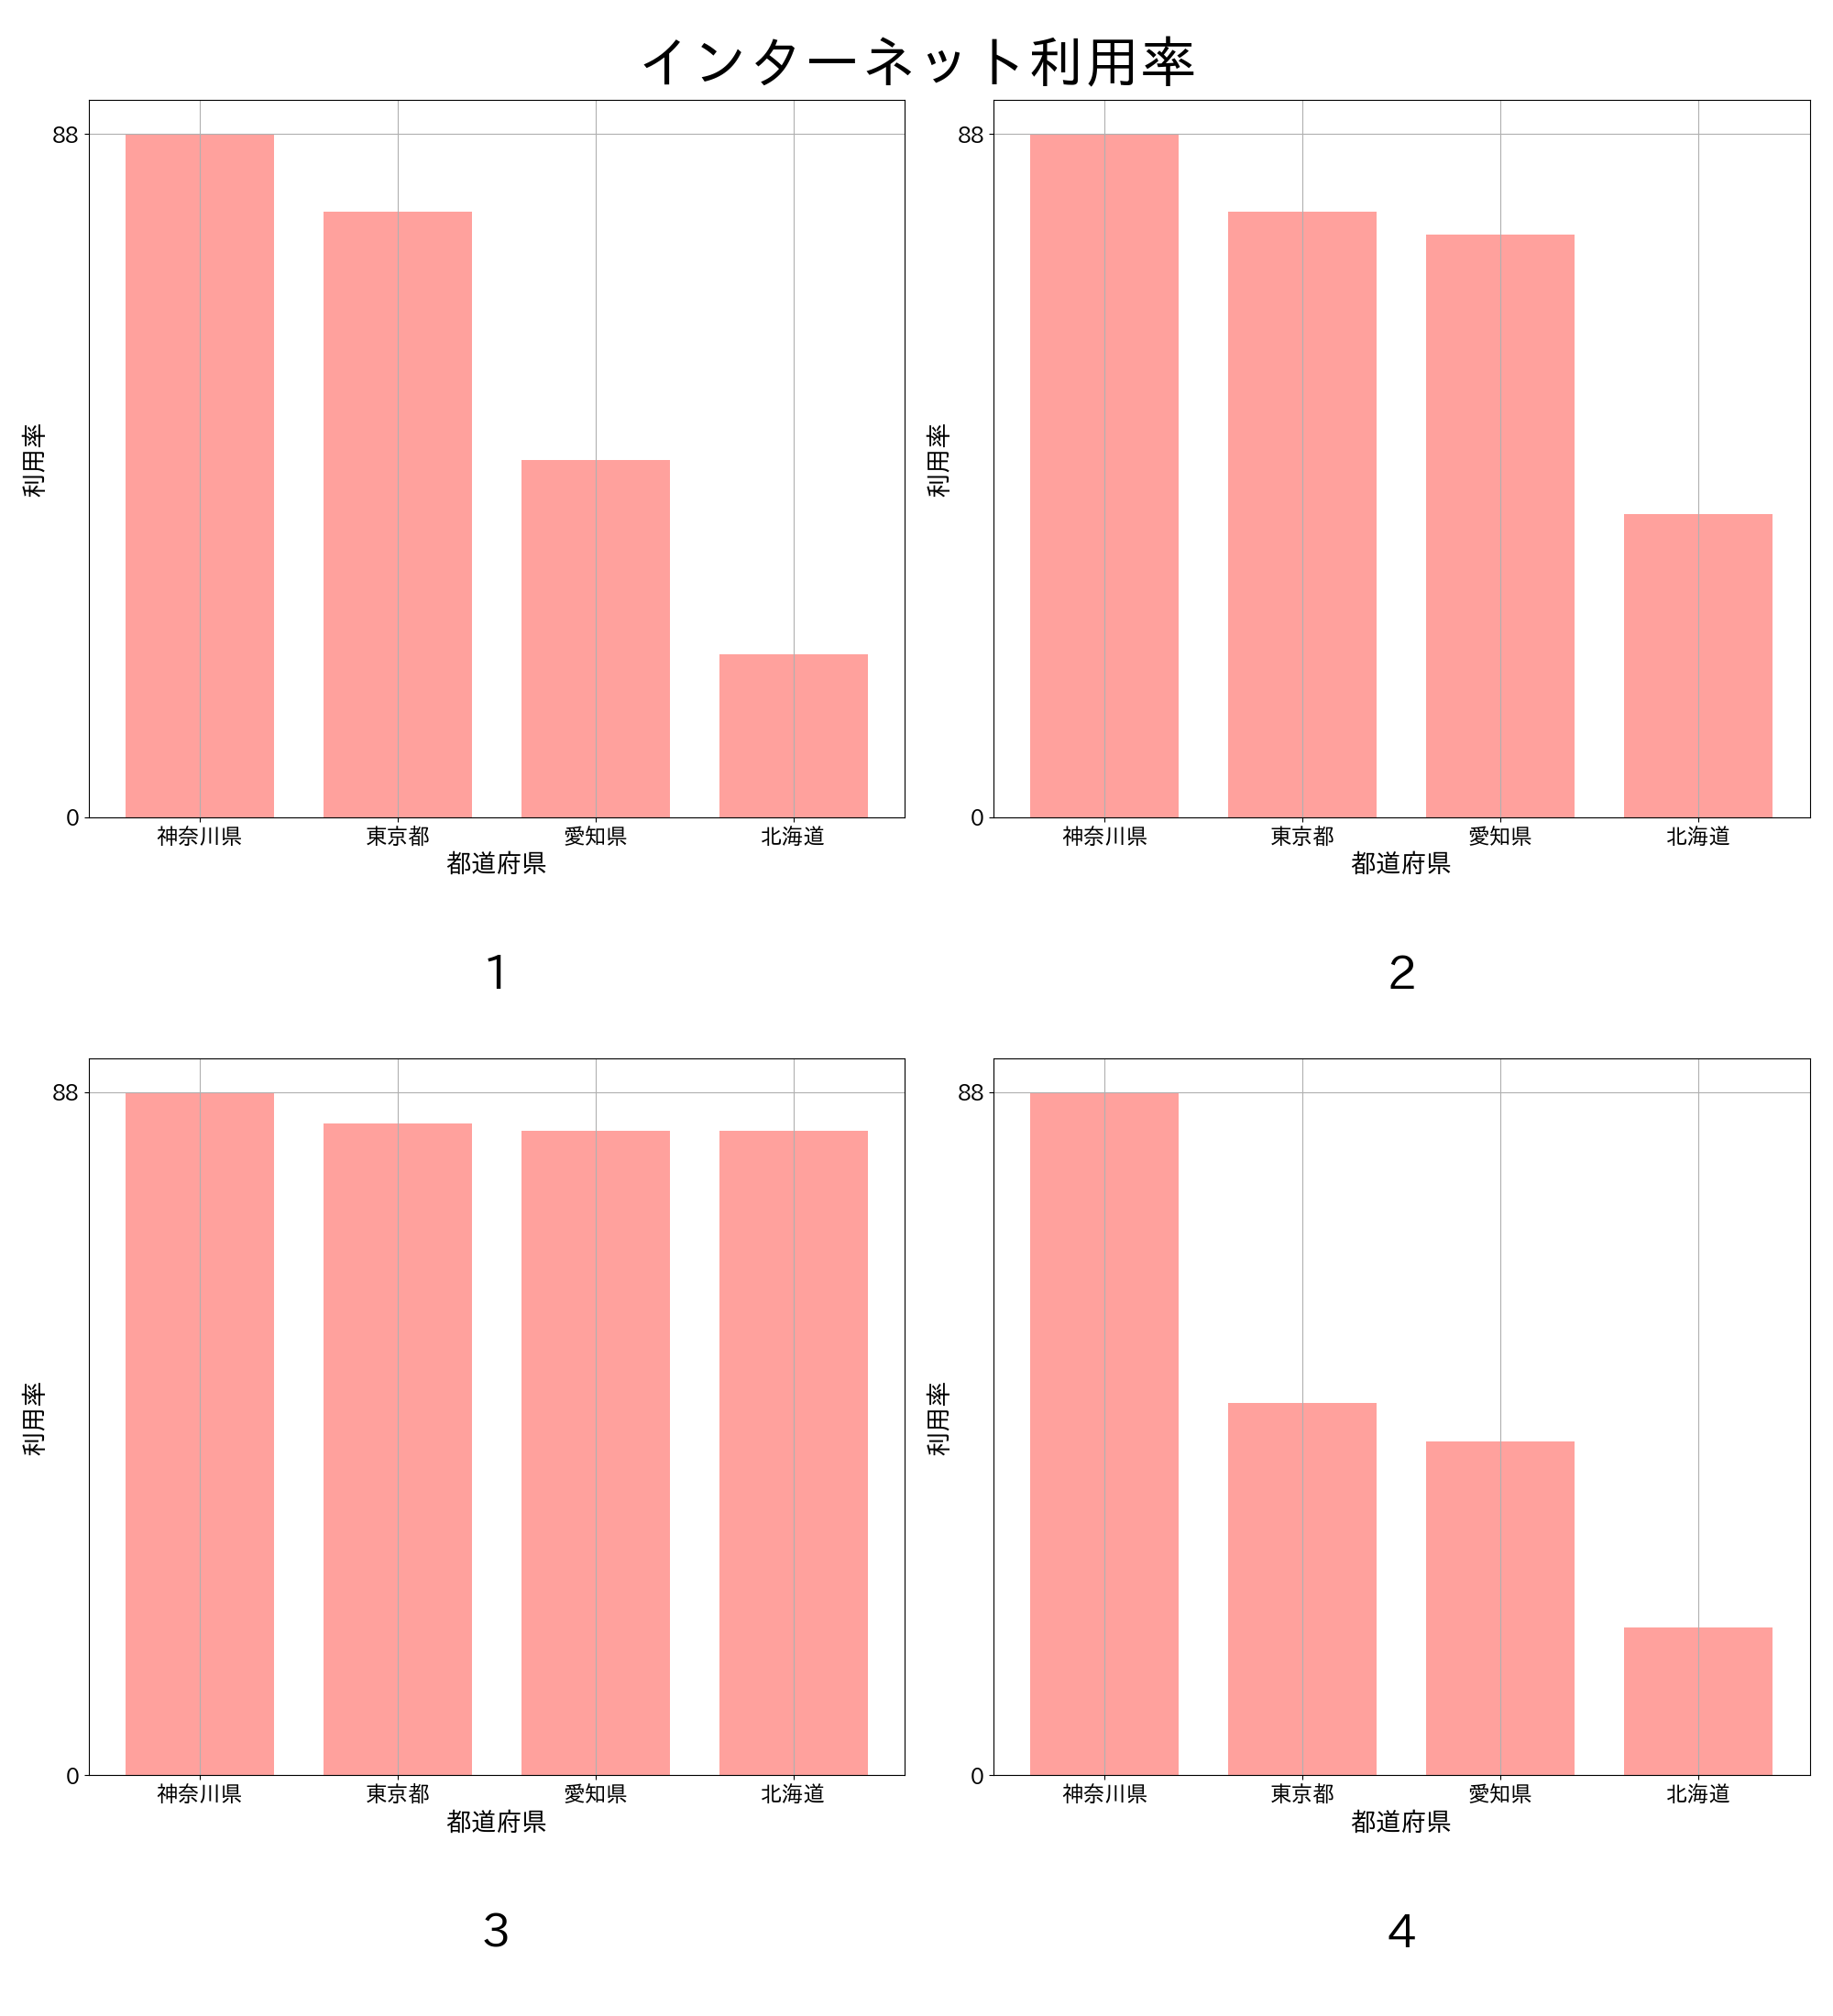 インターネット利用率
88
0
利用率
神奈川県 東京都 愛知県 北海道
都道府県
1
88
0
利用率
神奈川県 東京都 愛知県 北海道
都道府県
2
88
0
利用率
神奈川県 東京都 愛知県 北海道
都道府県
3
88
0
利用率
神奈川県 東京都 愛知県 北海道
都道府県
4